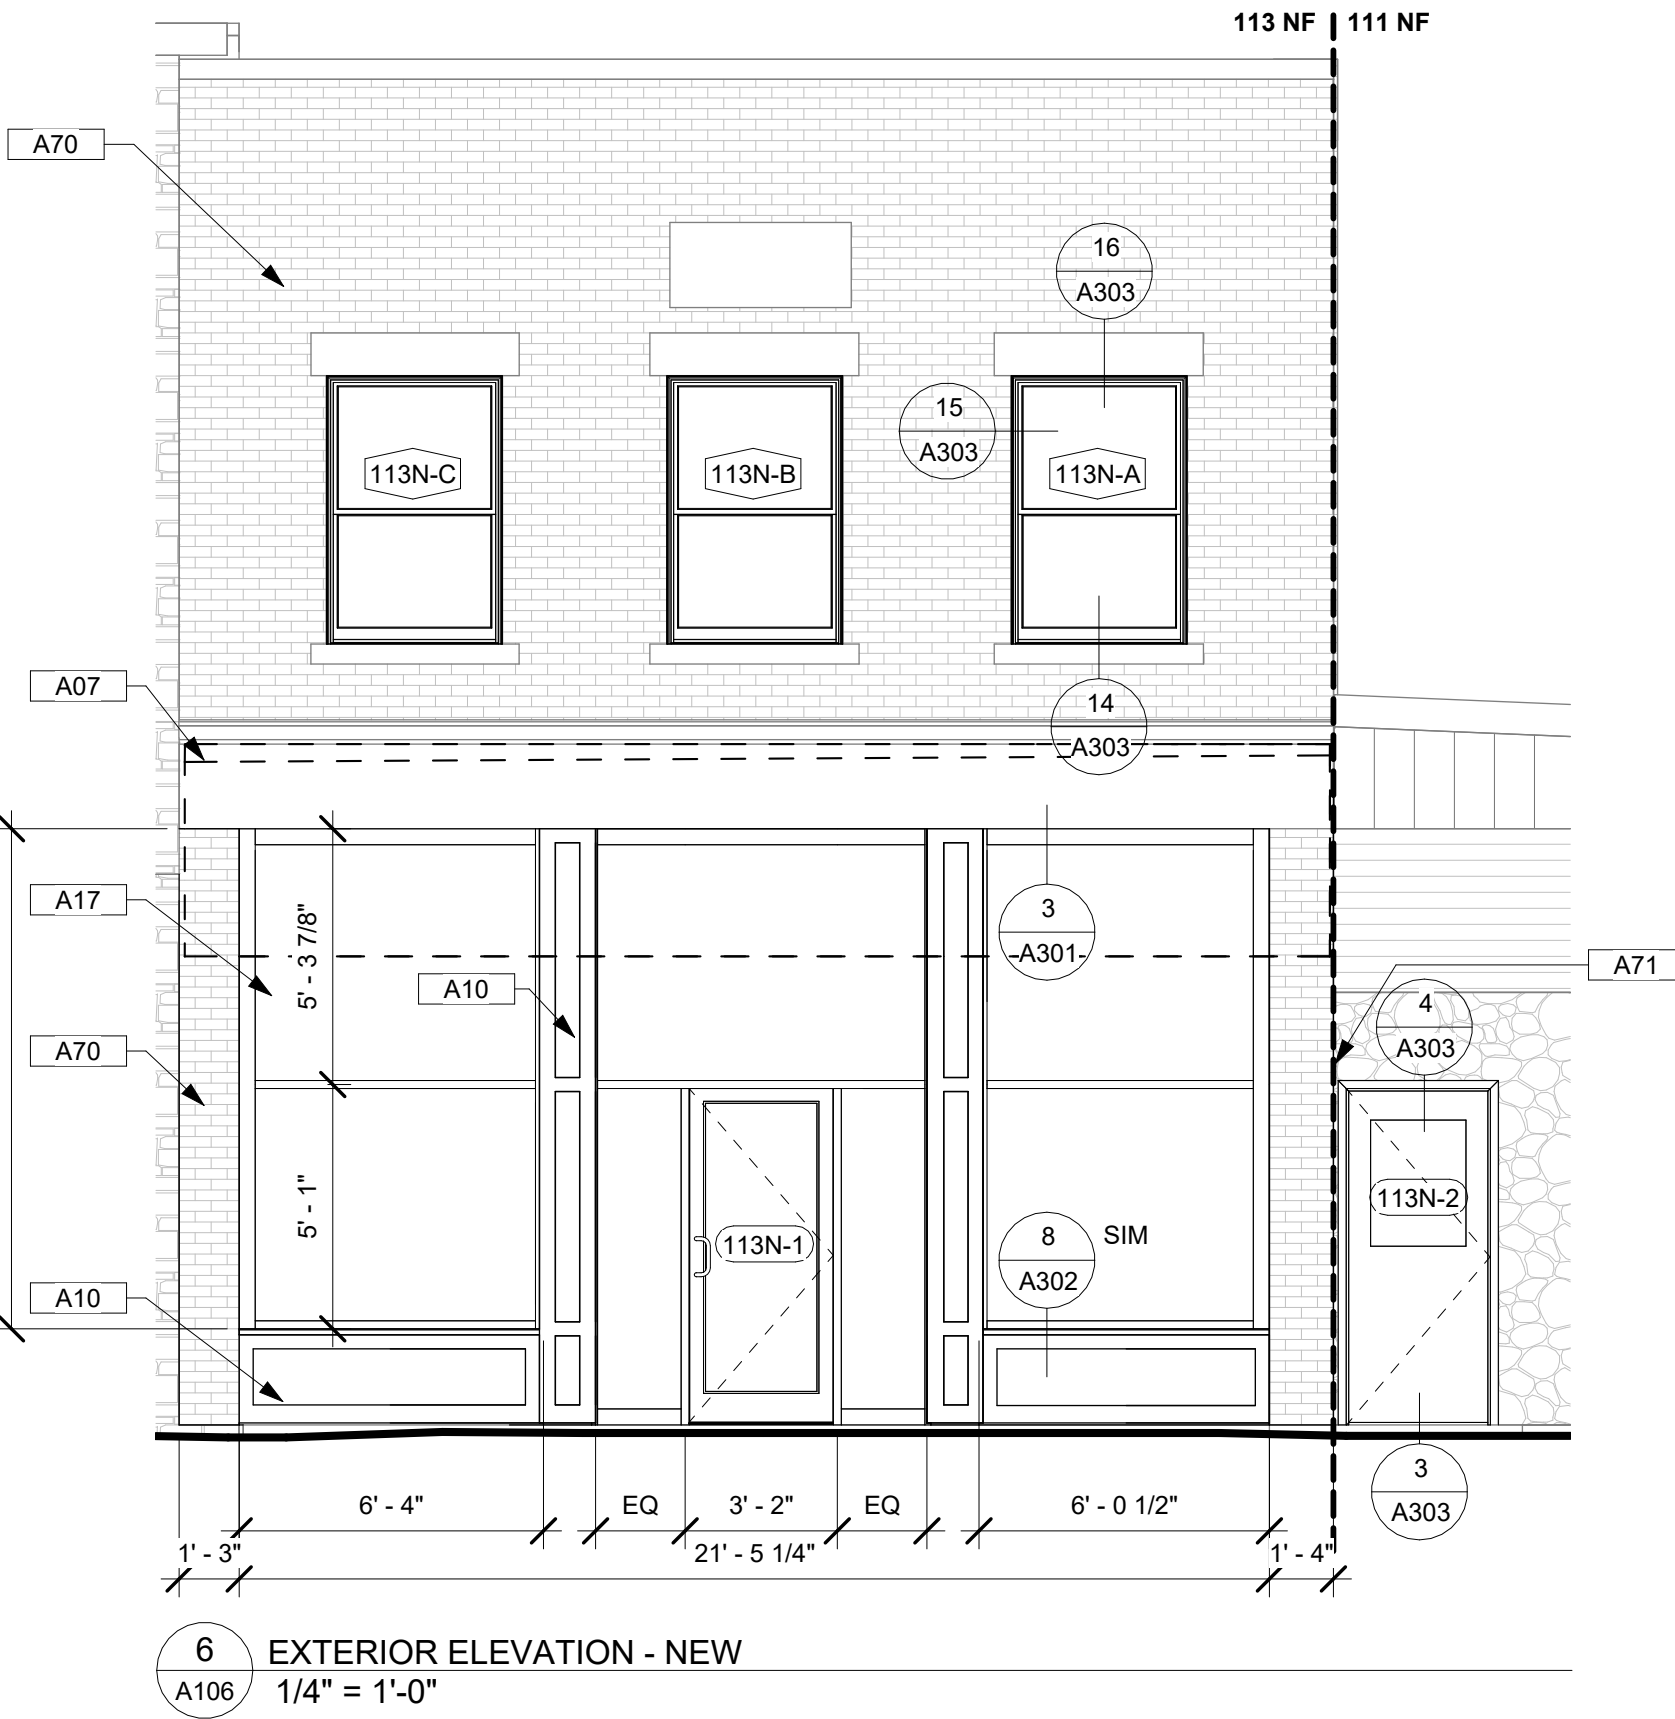 113 NF 111 NF
A70
16
A303
15
A303
113N-C
113N-B
113N-A
A07
14
A303
A17
5' - 3 7/8"
A10
3
A301
A71
4
A303
A70
113N-2
5' - 1"
113N-1
8
A302
SIM
A10
3
A303
6' - 4"
EQ
3' - 2"
EQ
6' - 0 1/2"
1' - 3"
21' - 5 1/4"
1' - 4"
6
A106
EXTERIOR ELEVATION - NEW
1/4" = 1'-0"